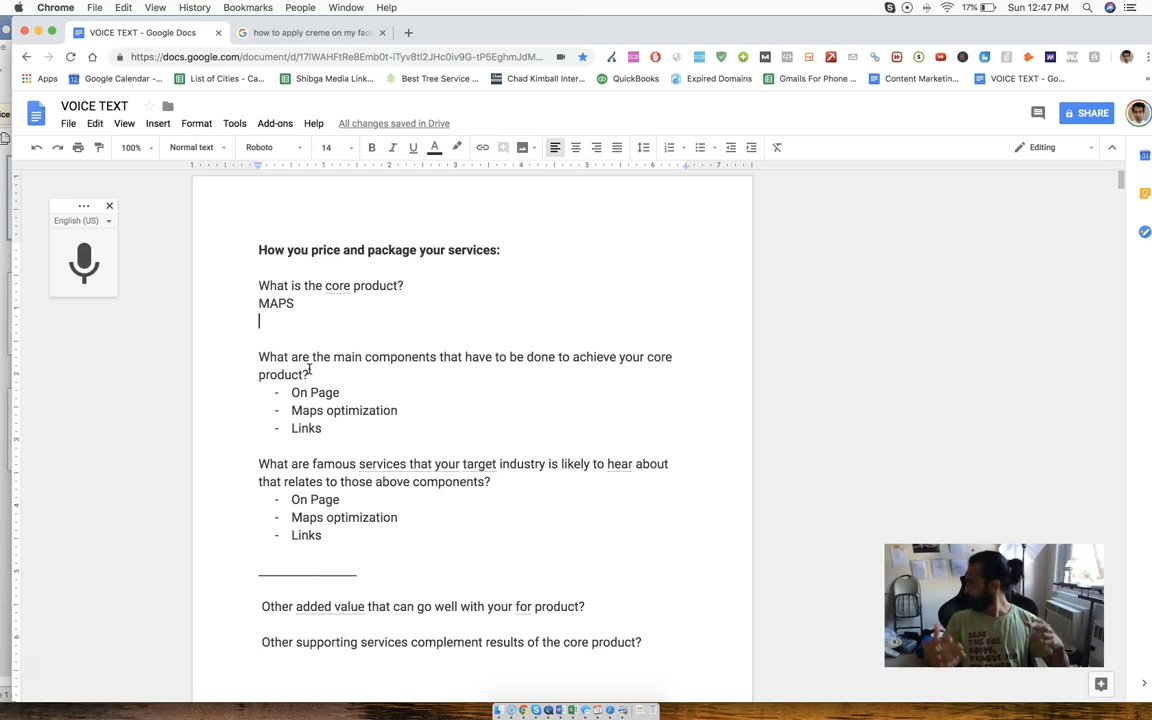 Chrome File Edit View History Bookmarks People Window Help 17% Sun 12:47 PM
VOICE TEXT - Google Docs
how to apply creme on my fac
https://docs.google.com/document/d/
Apps Google Calendar - List of Cities - Ca... Shibga Media Link... Best Tree Service ... Chad Kimball Inter... QuickBooks Expired Domains Gmails For Phone ... Content Marketin... VOICE TEXT - Go...
VOICE TEXT
File Edit View Insert Format Tools Add-ons Help All changes saved in Drive
SHARE
100% Normal text Roboto 14 Editing
English (US)
How you price and package your services:
What is the core product?
MAPS
What are the main components that have to be done to achieve your core
product?
- On Page
- Maps optimization
- Links
What are famous services that your target industry is likely to hear about
that relates to those above components?
- On Page
- Maps optimization
- Links
Other added value that can go well with your for product?
Other supporting services complement results of the core product?